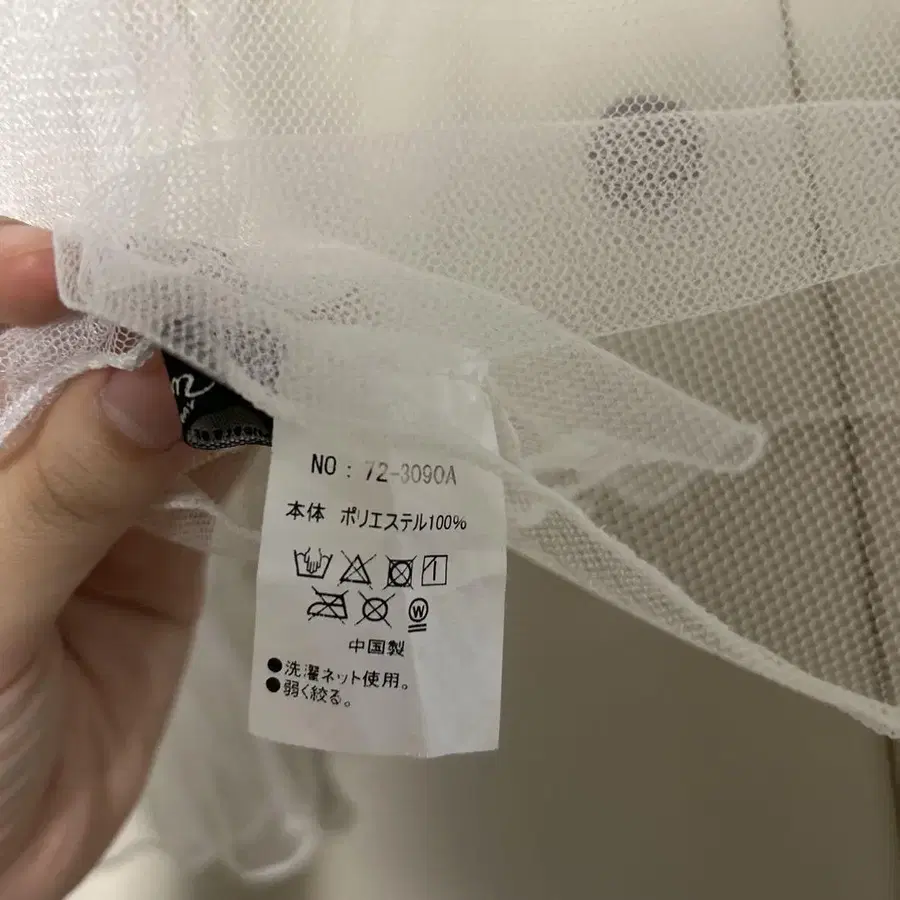 NO : 72-3090A
本体 ポリエステル100%
W
中国製
●洗濯ネット使用。
●弱く絞る。